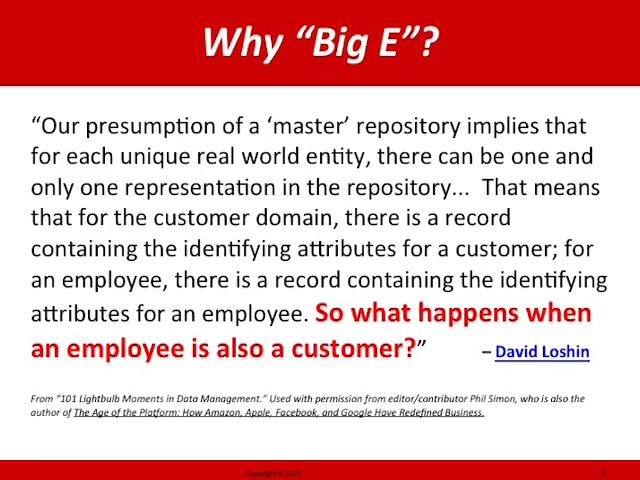 Why “Big E”?
“Our presumption of a ‘master’ repository implies that
for each unique real world entity, there can be one and
only one representation in the repository...  That means
that for the customer domain, there is a record
containing the identifying attributes for a customer; for
an employee, there is a record containing the identifying
attributes for an employee. So what happens when
an employee is also a customer?” – David Loshin
From “101 Lightbulb Moments in Data Management.” Used with permission from editor/contributor Phil Simon, who is also the
author of The Age of the Platform: How Amazon, Apple, Facebook, and Google Have Redefined Business.
Copyright © 2012
2